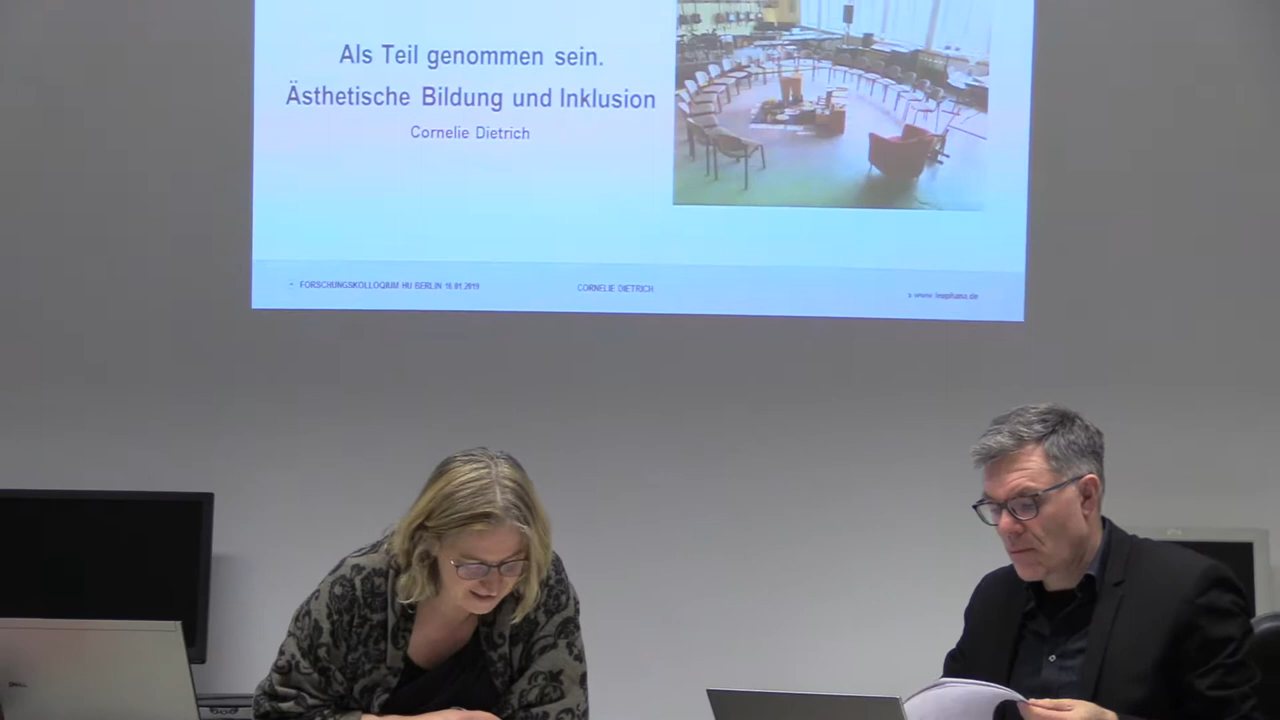 Als Teil genommen sein.
Ästhetische Bildung und Inklusion
Cornelie Dietrich
FORSCHUNGSKOLLOQIUM HU BERLIN 16.01.2019
CORNELIE DIETRICH
www.leuphana.de
DELL